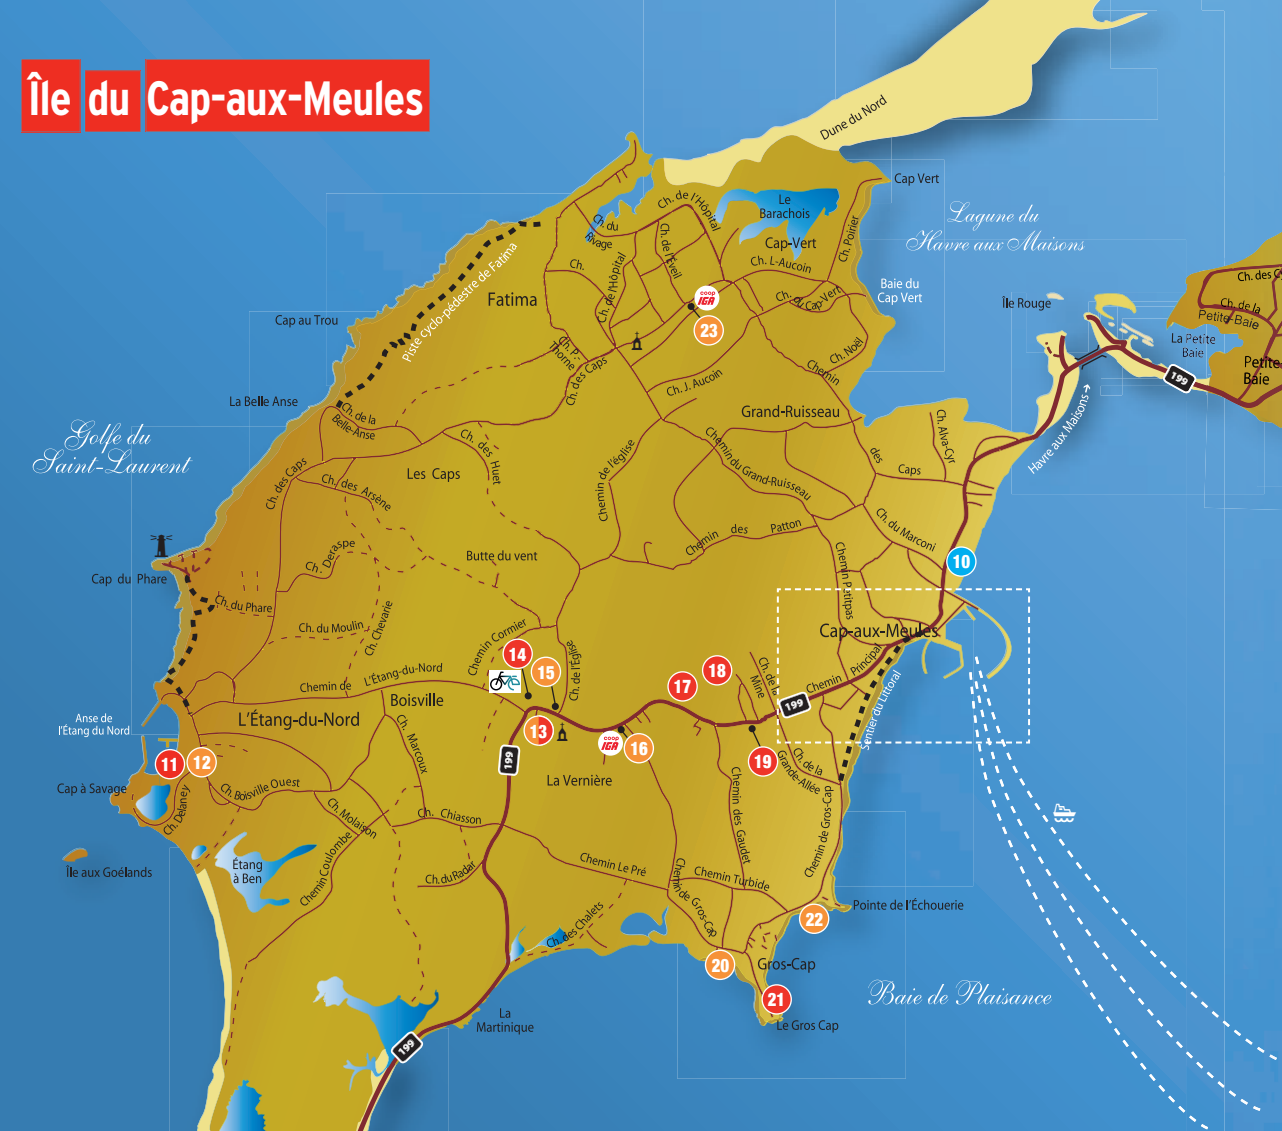 Île du Cap-aux-Meules
Dune du Nord
Cap Vert
Lagune du
Havre aux Maisons
Le
Barachois
Cap-Vert
Ch. Poirier
Ch. de l'Hôpital
Ch. du
Rivage
Ch. de l'Éveil
Ch. L-Aucoin
Baie du
Cap Vert
Île Rouge
Ch. des C
Ch. de la
Petite-Baie
La Petite
Baie
Petite
Baie
199
Havre aux Maisons
Piste cyclo-pédestre de Fatima
Fatima
Ch.
Ch. de l'Hôpital
coop
IGA
23
Ch. du Cap-Vert
Cap au Trou
Ch. P.-
Thorne
Ch. des Caps
Ch. Noël
Chemin
Ch. J. Aucoin
La Belle Anse
Ch. de la
Belle-Anse
Grand-Ruisseau
Ch. Alva-Cyr
Golfe du
Saint-Laurent
Ch. des Caps
Les Caps
Ch. des Huet
Ch. des Arsène
Chemin de l'église
Chemin du Grand-Ruisseau
des
Caps
Ch. du Marconi
Chemin des Patton
Ch. Deraspe
Butte du vent
Cap du Phare
Ch. du Phare
Ch. du Moulin
Ch. Chevarie
Chemin Petitpas
10
Cap-aux-Meules
Chemin Cormier
14
15
Ch. de l'Église
Chemin de L'Étang-du-Nord
Boisville
L'Étang-du-Nord
17
18
Ch. de la
Mine
Chemin Principal
199
Sentier du Littoral
Anse de
l'Étang du Nord
11
12
13
199
coop
IGA
16
19
Ch. Marcoux
La Vernière
Ch. de la
Grande-Allée
Cap à Savage
Ch. Delaney
Ch. Boisville Ouest
Ch. Molaison
Ch. Chiasson
Chemin des Gaudet
Chemin de Gros-Cap
Île aux Goélands
Étang
à Ben
Chemin Coulombe
Ch. du Radar
Chemin Le Pré
Chemin de Gros-Cap
Chemin Turbide
Pointe de l'Échouerie
22
Ch. des Chalets
20
Gros-Cap
21
Le Gros Cap
Baie de Plaisance
La
Martinique
199